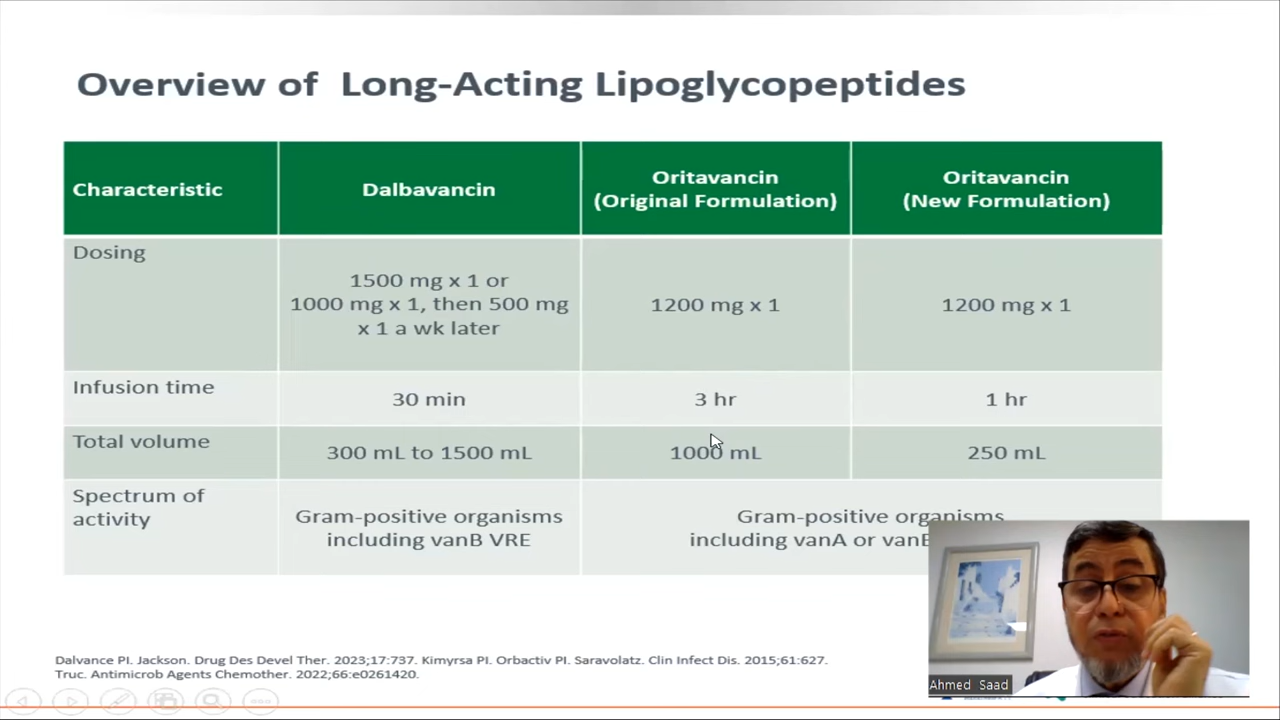 Overview of Long-Acting Lipoglycopeptides
Characteristic
Dalbavancin
Oritavancin
(Original Formulation)
Oritavancin
(New Formulation)
Dosing
1500 mg x 1 or
1000 mg x 1, then 500 mg
x 1 a wk later
1200 mg x 1
1200 mg x 1
Infusion time
30 min
3 hr
1 hr
Total volume
300 mL to 1500 mL
1000 mL
250 mL
Spectrum of
activity
Gram-positive organisms
including vanB VRE
Gram-positive organisms
including vanA or
Dalvance PI. Jackson. Drug Des Devel Ther. 2023;17:737. Kimyrsa PI. Orbactiv PI. Saravolatz. Clin Infect Dis. 2015;61:627.
Truc. Antimicrob Agents Chemother. 2022;66:e0261420.
Ahmed Saad